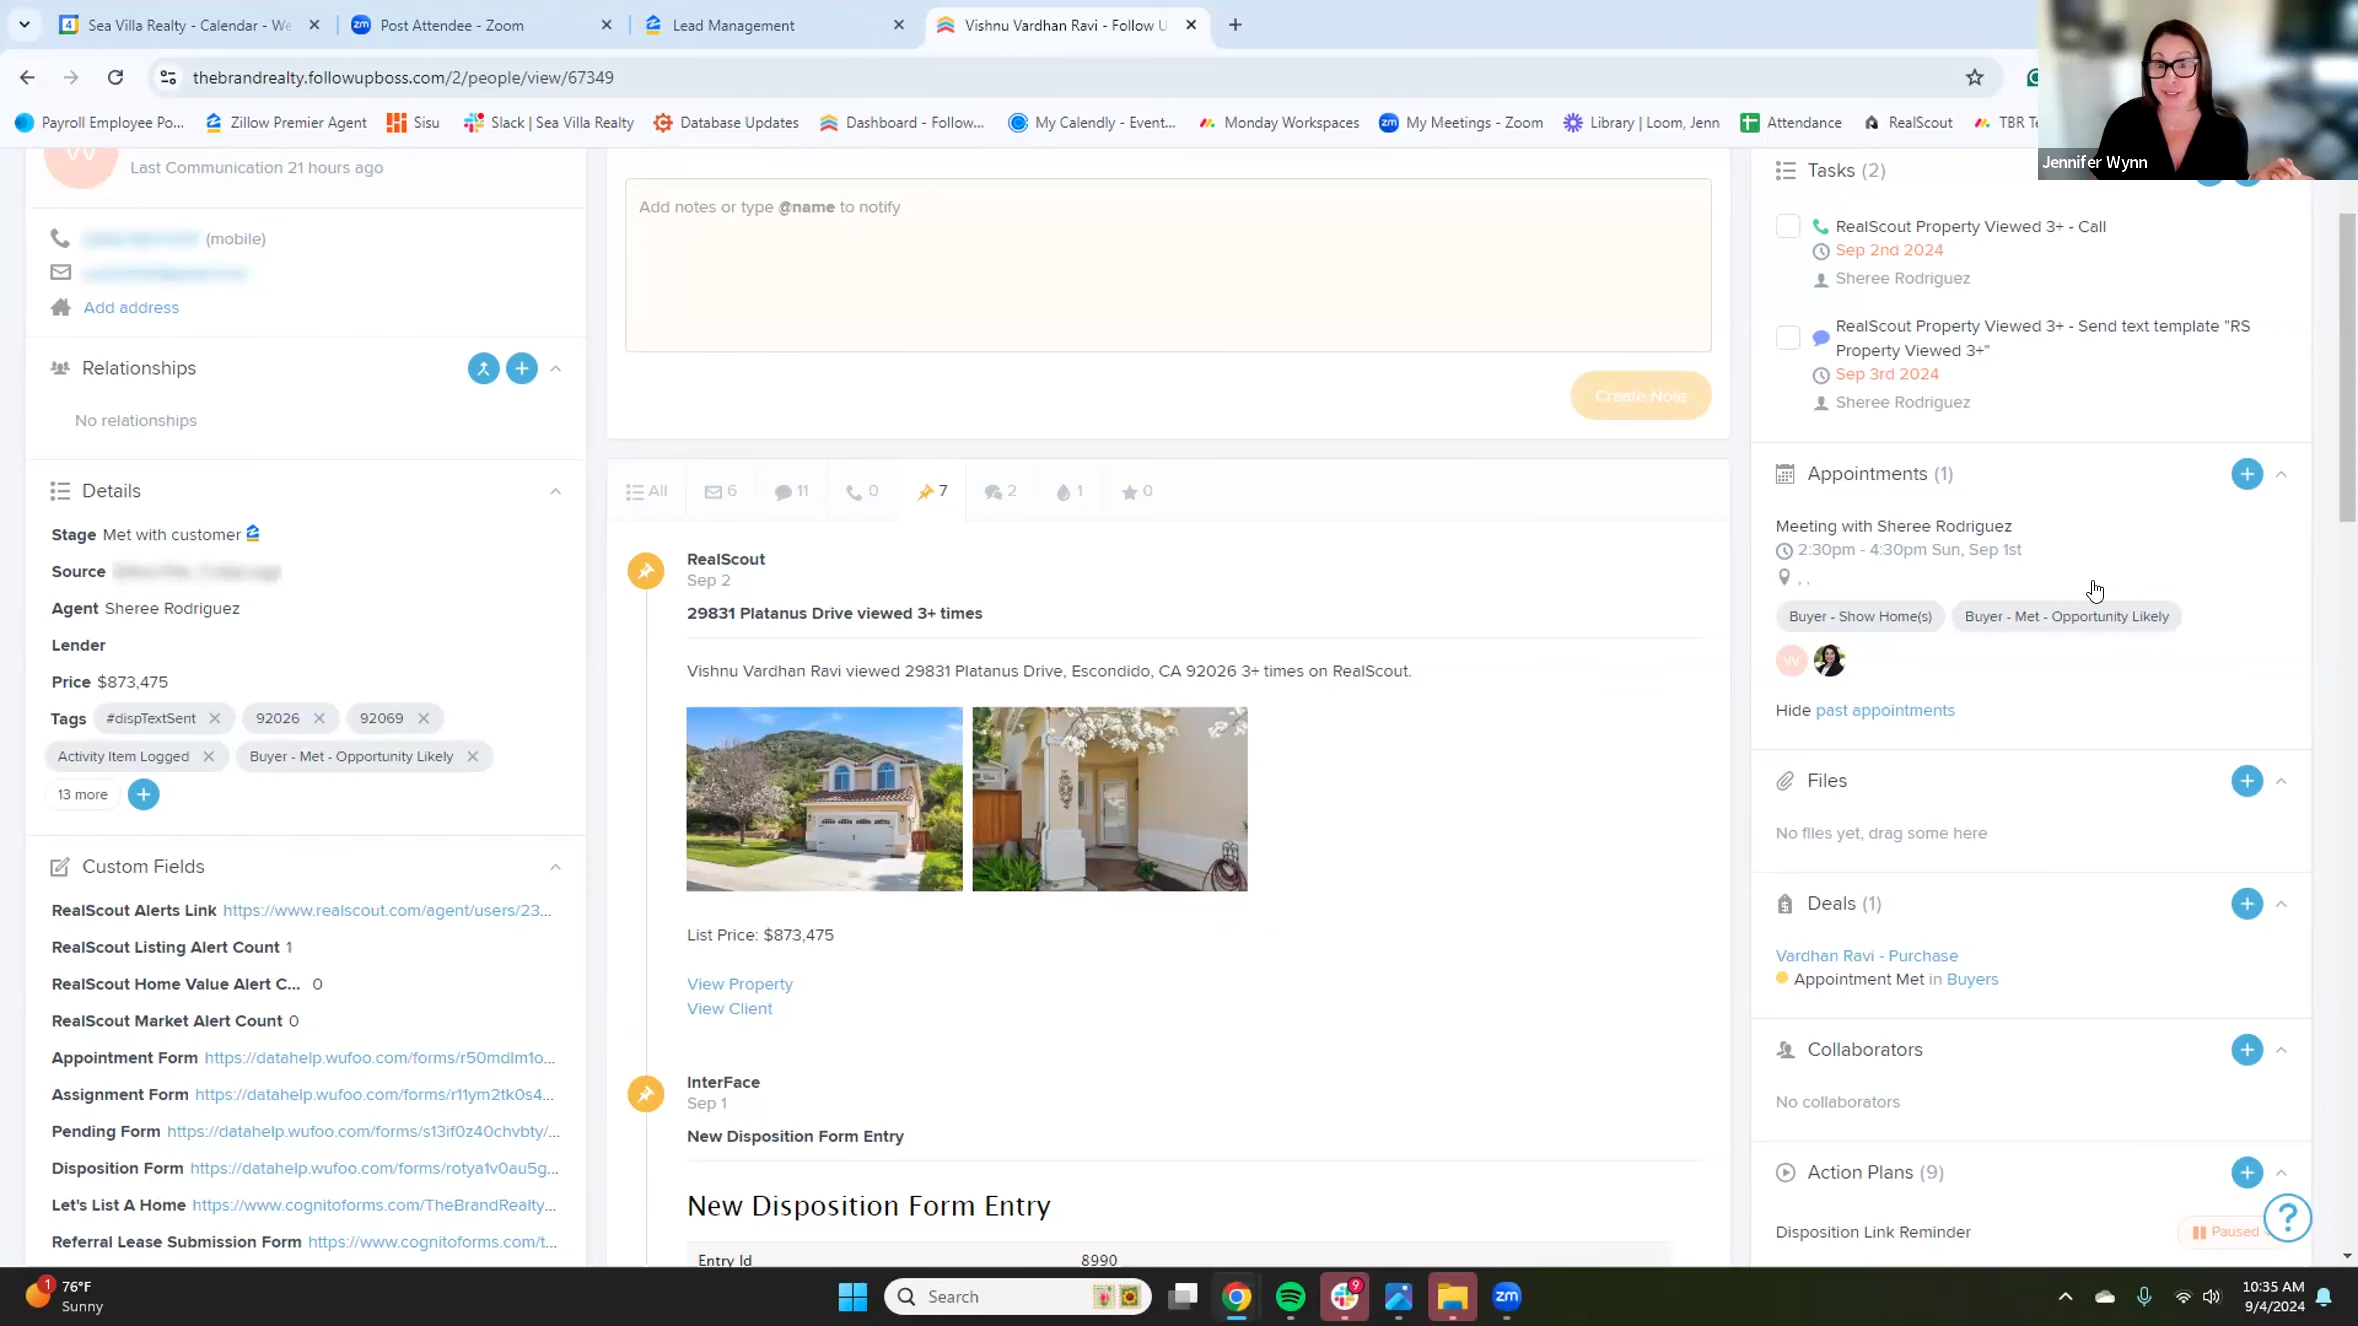 Sea Villa Realty - Calendar - We
Post Attendee - Zoom
Lead Management
Vishnu Vardhan Ravi - Follow U
thebrandrealty.followupboss.com/2/people/view/67349
Payroll Employee Po...
Zillow Premier Agent
Sisu
Slack | Sea Villa Realty
Database Updates
Dashboard - Follow...
My Calendly - Event...
Monday Workspaces
My Meetings - Zoom
Library | Loom, Jenn
Attendance
RealScout
TBR Te
Jennifer Wynn
Last Communication 21 hours ago
(mobile)
Add address
Relationships
No relationships
Details
Stage Met with customer
Source
Agent Sheree Rodriguez
Lender
Price $873,475
Tags #dispTextSent 92026 92069
Activity Item Logged Buyer - Met - Opportunity Likely
13 more
Custom Fields
RealScout Alerts Link https://www.realscout.com/agent/users/23...
RealScout Listing Alert Count 1
RealScout Home Value Alert C... 0
RealScout Market Alert Count 0
Appointment Form https://datahelp.wufoo.com/forms/r50mdlm1o...
Assignment Form https://datahelp.wufoo.com/forms/r11ym2tk0s4...
Pending Form https://datahelp.wufoo.com/forms/s13if0z40chvbty/...
Disposition Form https://datahelp.wufoo.com/forms/rotya1v0au5g...
Let's List A Home https://www.cognitoforms.com/TheBrandRealty...
Referral Lease Submission Form https://www.cognitoforms.com/t...
Add notes or type @name to notify
Create Note
All 6 11 0 7 2 1 0
RealScout
Sep 2
29831 Platanus Drive viewed 3+ times
Vishnu Vardhan Ravi viewed 29831 Platanus Drive, Escondido, CA 92026 3+ times on RealScout.
List Price: $873,475
View Property
View Client
InterFace
Sep 1
New Disposition Form Entry
New Disposition Form Entry
Entry Id 8990
Tasks (2)
RealScout Property Viewed 3+ - Call
Sep 2nd 2024
Sheree Rodriguez
RealScout Property Viewed 3+ - Send text template "RS
Property Viewed 3+"
Sep 3rd 2024
Sheree Rodriguez
Appointments (1)
Meeting with Sheree Rodriguez
2:30pm - 4:30pm Sun, Sep 1st
, ,
Buyer - Show Home(s) Buyer - Met - Opportunity Likely
VV
Hide past appointments
Files
No files yet, drag some here
Deals (1)
Vardhan Ravi - Purchase
Appointment Met in Buyers
Collaborators
No collaborators
Action Plans (9)
Disposition Link Reminder
Paused
?
1
76°F
Sunny
Search
9
zm
10:35 AM
9/4/2024